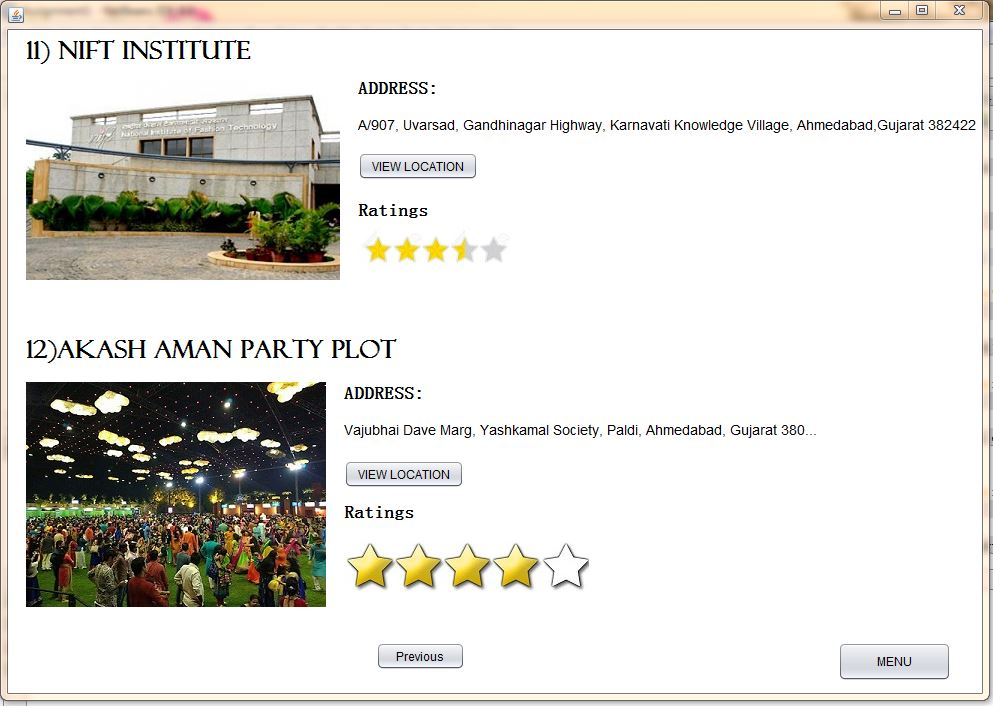 11) NIFT INSTITUTE
National Institute of Fashion Technology
ADDRESS:
A/907, Uvarsad, Gandhinagar Highway, Karnavati Knowledge Village, Ahmedabad,Gujarat 382422
VIEW LOCATION
Ratings
12)AKASH AMAN PARTY PLOT
ADDRESS:
Vajubhai Dave Marg, Yashkamal Society, Paldi, Ahmedabad, Gujarat 380...
VIEW LOCATION
Ratings
Previous
MENU